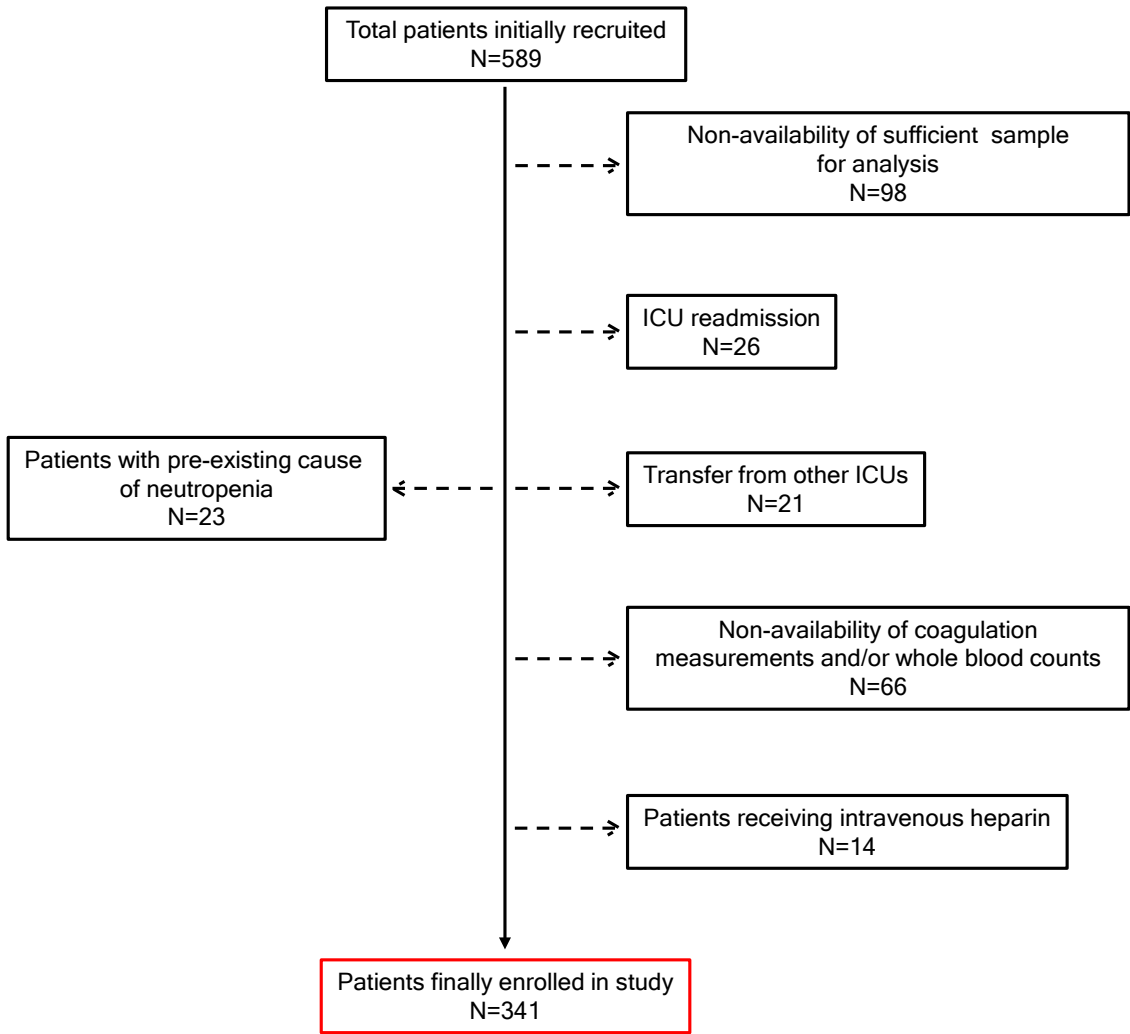 Total patients initially recruited
N=589
Non-availability of sufficient sample
for analysis
N=98
ICU readmission
N=26
Patients with pre-existing cause
of neutropenia
N=23
Transfer from other ICUs
N=21
Non-availability of coagulation
measurements and/or whole blood counts
N=66
Patients receiving intravenous heparin
N=14
Patients finally enrolled in study
N=341